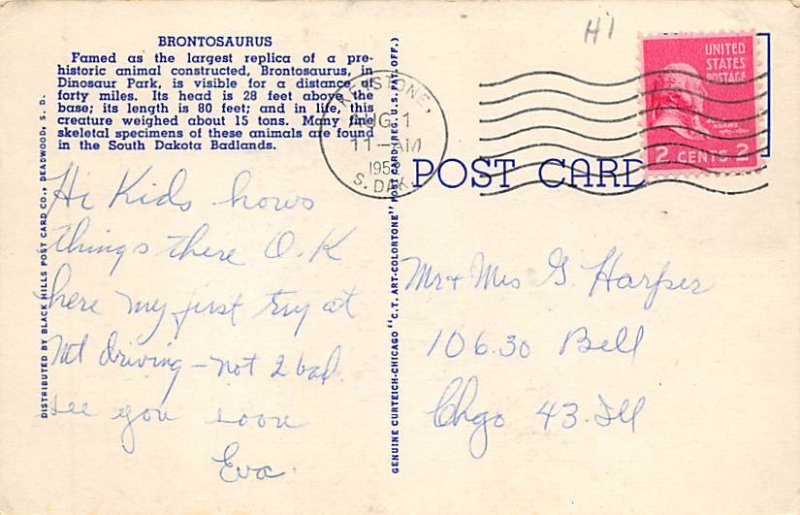 H1
BRONTOSAURUS
Famed as the largest replica of a pre-
historic animal constructed, Brontosaurus, in
Dinosaur Park, is visible for a distance of
forty miles. Its head is 28 feet above the
base; its length is 80 feet; and in life, this
creature weighed about 15 tons. Many fine
skeletal specimens of these animals are found
in the South Dakota Badlands.
KEYSTONE,
AUG 1
11-AM
S. DAK.
UNITED
STATES
POSTAGE
2 CENTS 2
POST CARD
DISTRIBUTED BY BLACK HILLS POST CARD CO., DEADWOOD, S. D.
GENUINE CURTEICH-CHICAGO "C.T. ART-COLORTONE" POST CARD (REG. U.S. PAT. OFF.)
Hi Kids hows
things there O.K
here my first try at
Mt driving - not 2 bad.
see you soon
Eva
Mr + Mrs G. Harper
10630 Bell
Chgo 43. Ill